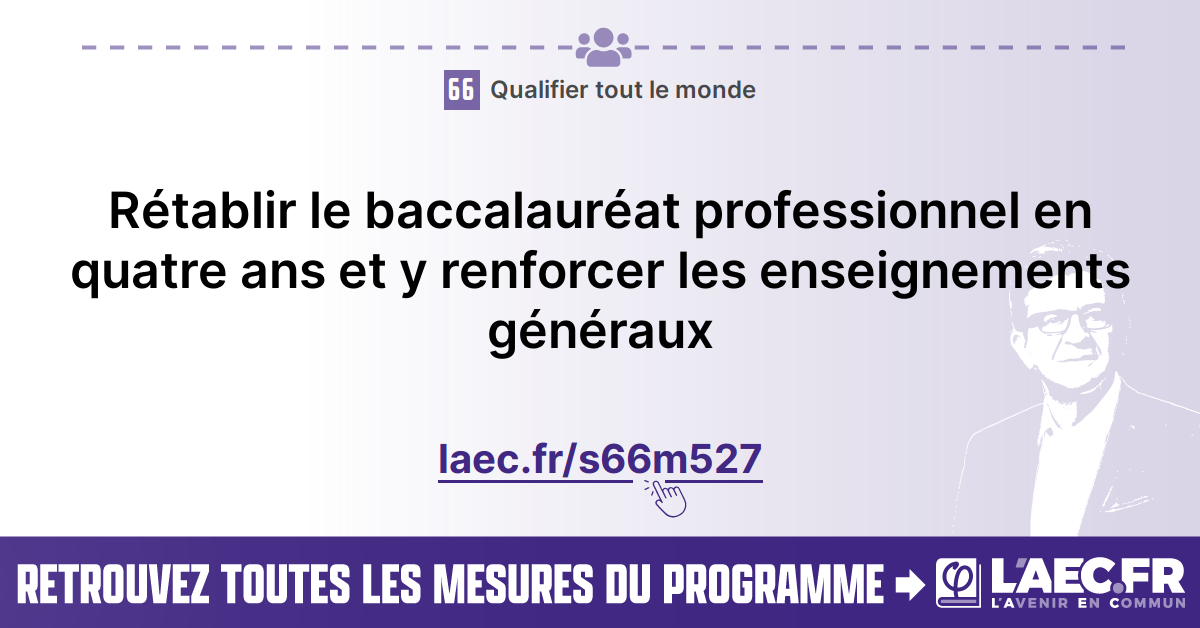 66 Qualifier tout le monde
Rétablir le baccalauréat professionnel en
quatre ans et y renforcer les enseignements
généraux
laec.fr/s66m527
RETROUVEZ TOUTES LES MESURES DU PROGRAMME
φ L'AEC.FR
L'AVENIR EN COMMUN